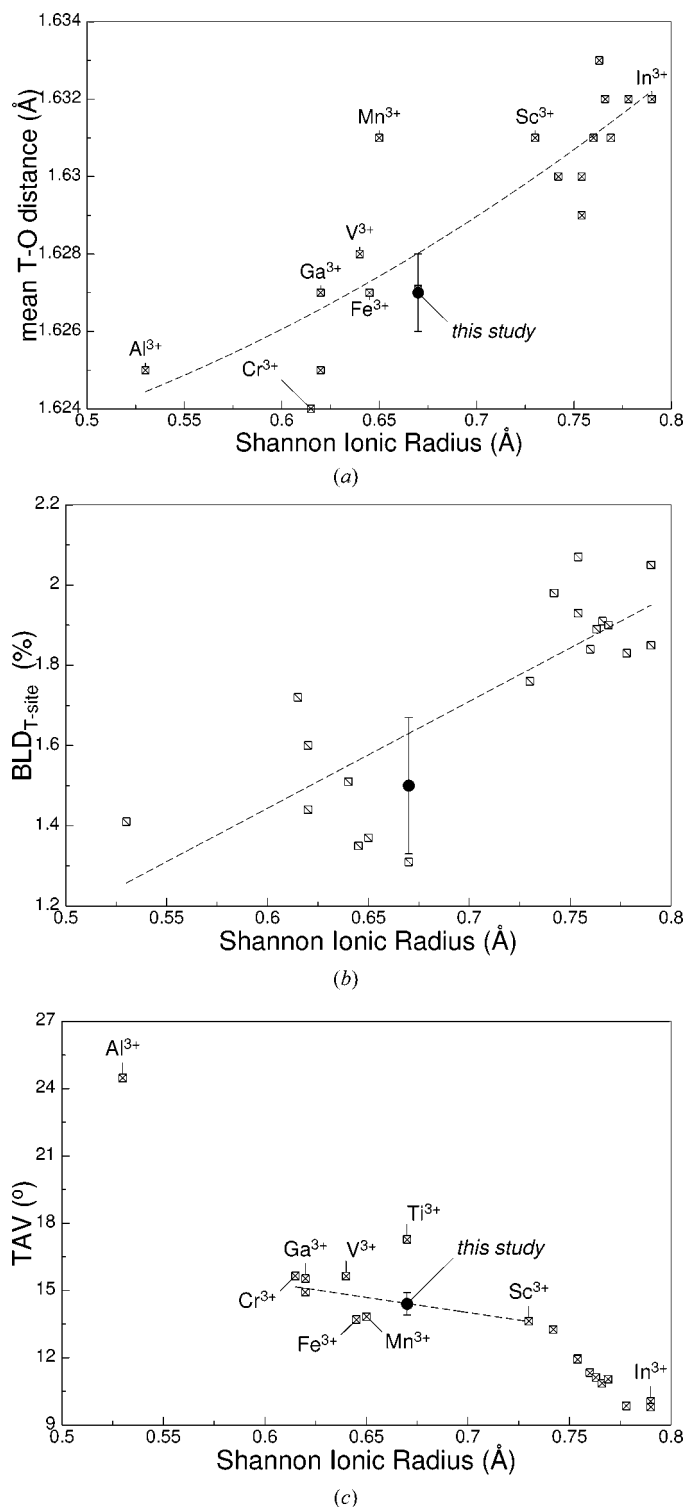 1.634
1.632
1.63
1.628
1.626
1.624
mean T-O distance (Å)
In³⁺
Mn³⁺
Sc³⁺
V³⁺
Ga³⁺
Fe³⁺
this study
Al³⁺
Cr³⁺
0.5 0.55 0.6 0.65 0.7 0.75 0.8
Shannon Ionic Radius (Å)
(a)
2.2
2
1.8
1.6
1.4
1.2
BLD_T-site (%)
0.5 0.55 0.6 0.65 0.7 0.75 0.8
Shannon Ionic Radius (Å)
(b)
27
24
21
18
15
12
9
TAV (º)
Al³⁺
Ti³⁺
Ga³⁺ V³⁺ this study
Cr³⁺ Sc³⁺
Fe³⁺ Mn³⁺
In³⁺
0.5 0.55 0.6 0.65 0.7 0.75 0.8
Shannon Ionic Radius (Å)
(c)